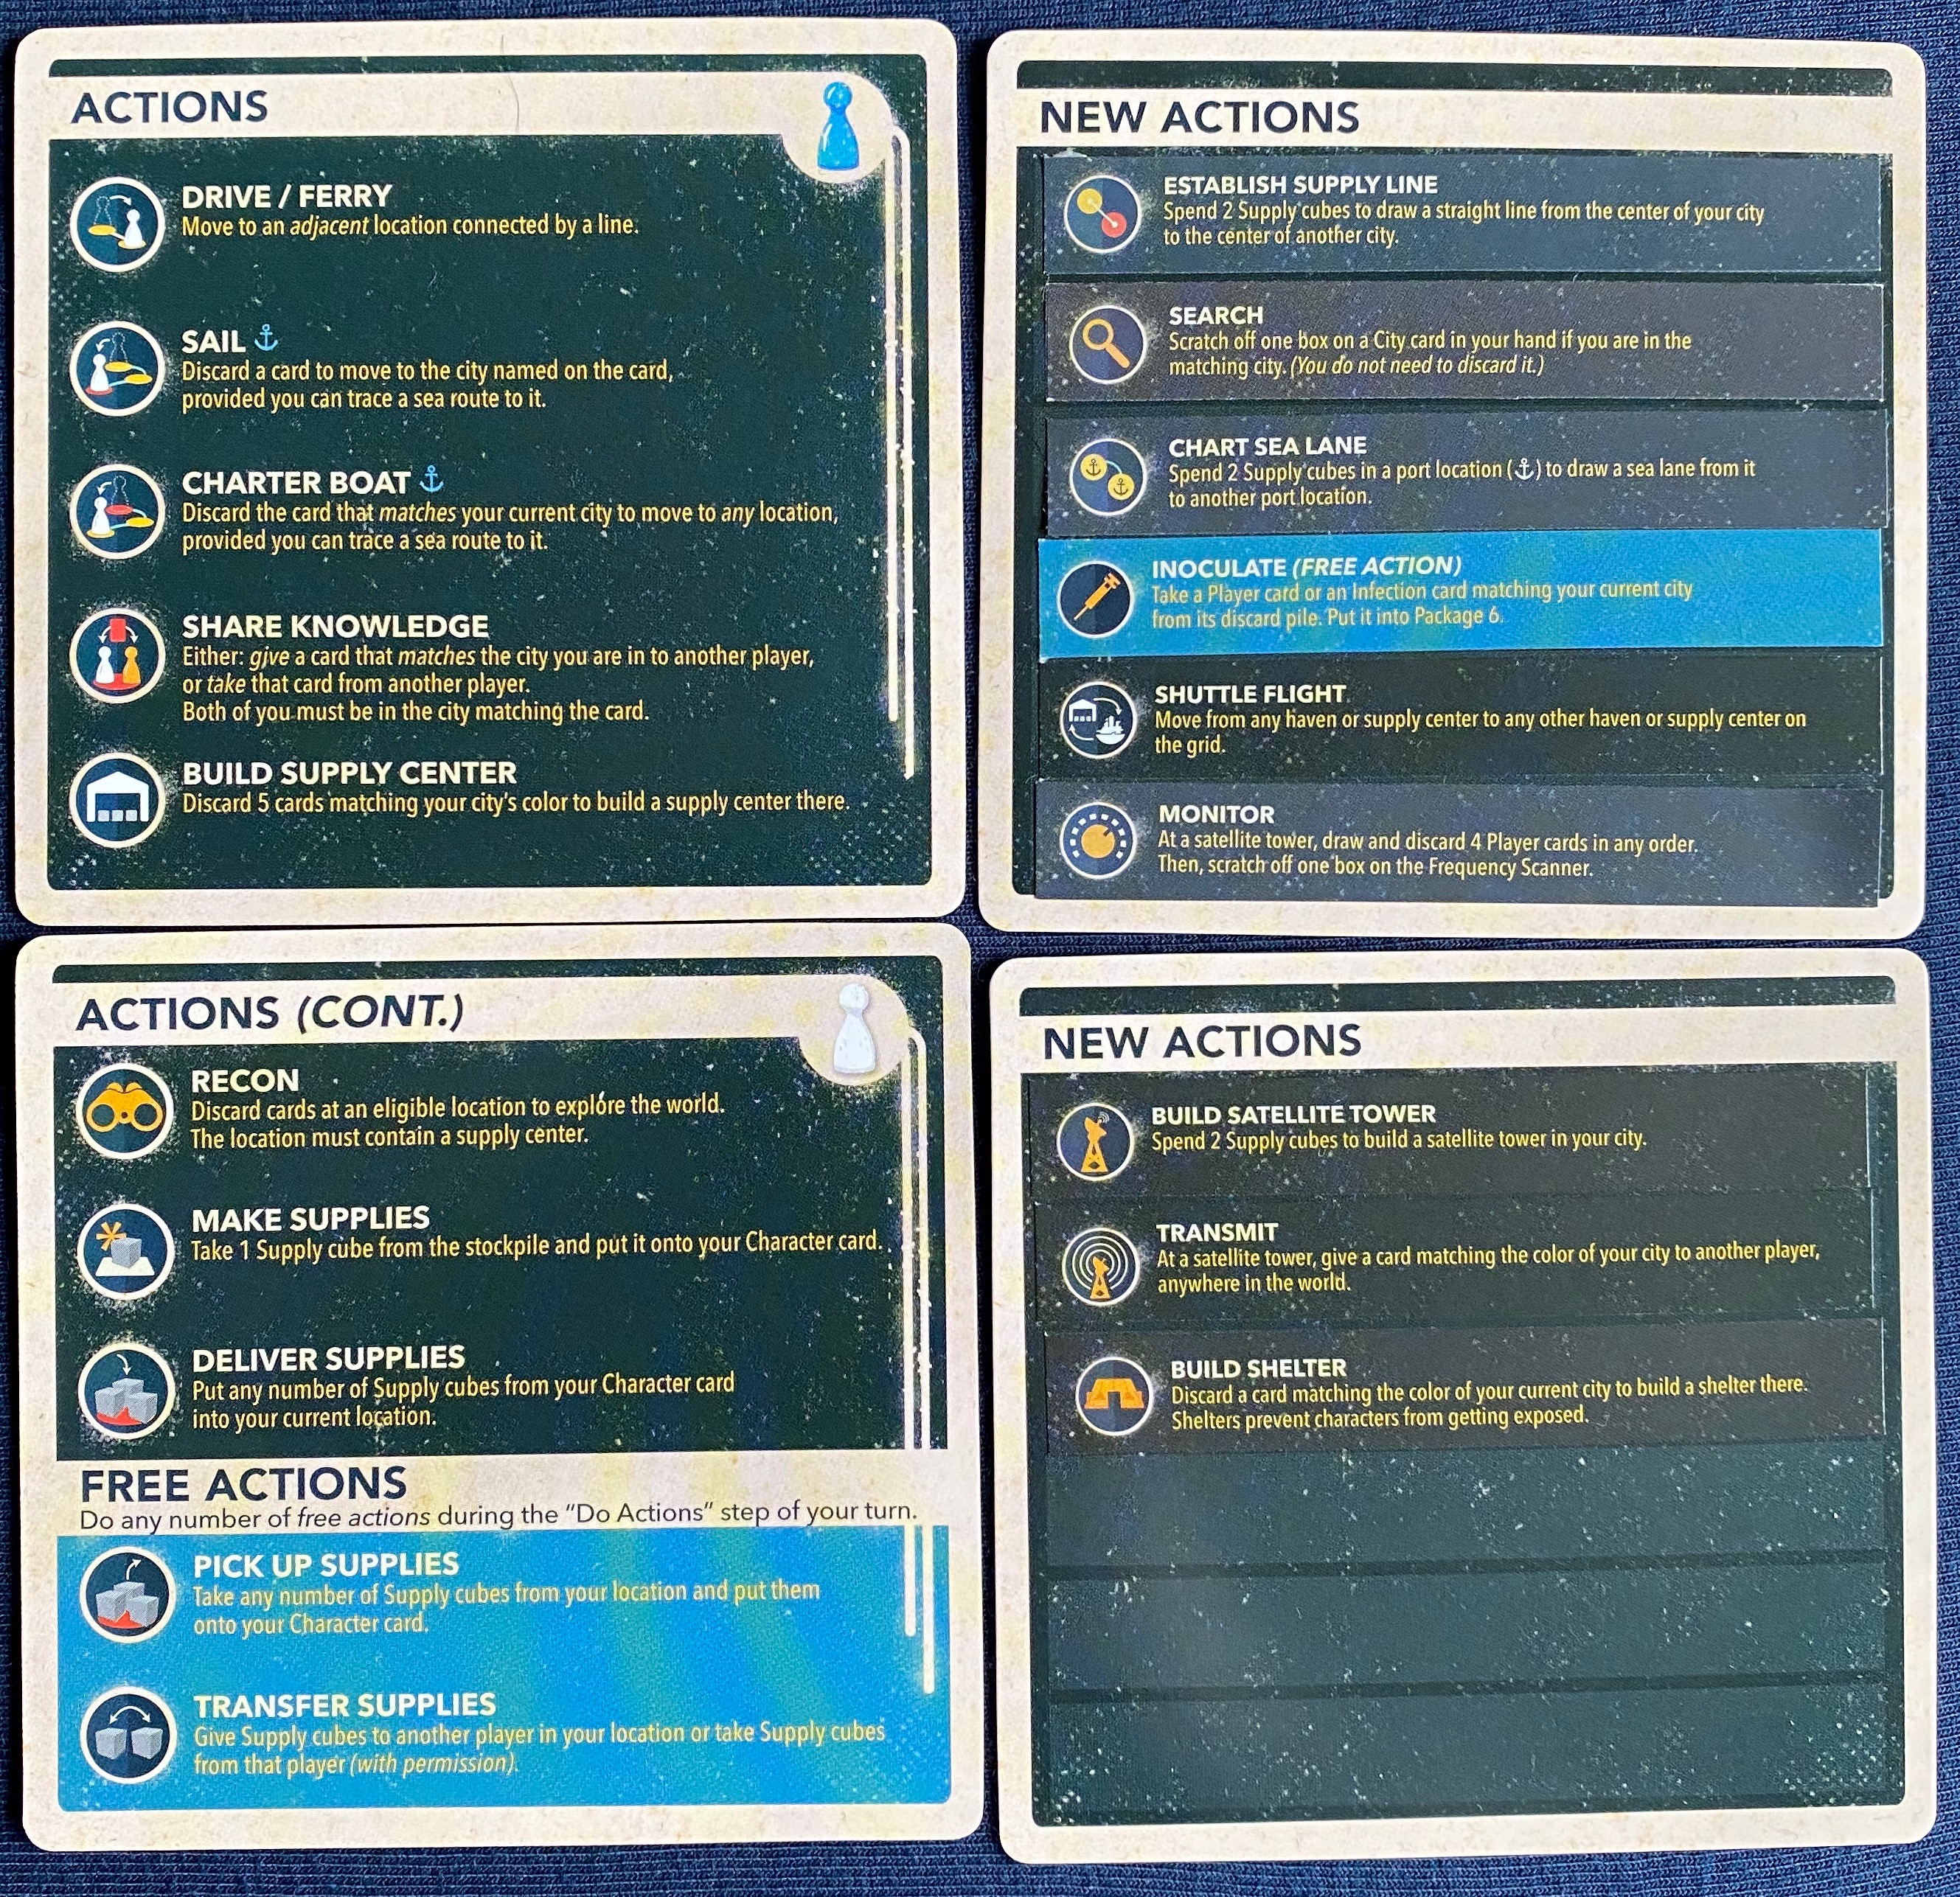 ACTIONS
DRIVE / FERRY
Move to an adjacent location connected by a line.
SAIL
Discard a card to move to the city named on the card,
provided you can trace a sea route to it.
CHARTER BOAT
Discard the card that matches your current city to move to any location,
provided you can trace a sea route to it.
SHARE KNOWLEDGE
Either: give a card that matches the city you are in to another player,
or take that card from another player.
Both of you must be in the city matching the card.
BUILD SUPPLY CENTER
Discard 5 cards matching your city's color to build a supply center there.
NEW ACTIONS
ESTABLISH SUPPLY LINE
Spend 2 Supply cubes to draw a straight line from the center of your city
to the center of another city.
SEARCH
Scratch off one box on a City card in your hand if you are in the
matching city. (You do not need to discard it.)
CHART SEA LANE
Spend 2 Supply cubes in a port location (⚓) to draw a sea lane from it
to another port location.
INOCULATE (FREE ACTION)
Take a Player card or an Infection card matching your current city
from its discard pile. Put it into Package 6.
SHUTTLE FLIGHT
Move from any haven or supply center to any other haven or supply center on
the grid.
MONITOR
At a satellite tower, draw and discard 4 Player cards in any order.
Then, scratch off one box on the Frequency Scanner.
ACTIONS (CONT.)
RECON
Discard cards at an eligible location to explore the world.
The location must contain a supply center.
MAKE SUPPLIES
Take 1 Supply cube from the stockpile and put it onto your Character card.
DELIVER SUPPLIES
Put any number of Supply cubes from your Character card
into your current location.
FREE ACTIONS
Do any number of free actions during the "Do Actions" step of your turn.
PICK UP SUPPLIES
Take any number of Supply cubes from your location and put them
onto your Character card.
TRANSFER SUPPLIES
Give Supply cubes to another player in your location or take Supply cubes
from that player (with permission).
NEW ACTIONS
BUILD SATELLITE TOWER
Spend 2 Supply cubes to build a satellite tower in your city.
TRANSMIT
At a satellite tower, give a card matching the color of your city to another player,
anywhere in the world.
BUILD SHELTER
Discard a card matching the color of your current city to build a shelter there.
Shelters prevent characters from getting exposed.